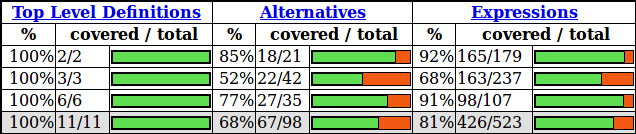 Top Level Definitions Alternatives Expressions
% covered / total % covered / total % covered / total
100% 2/2 85% 18/21 92% 165/179
100% 3/3 52% 22/42 68% 163/237
100% 6/6 77% 27/35 91% 98/107
100% 11/11 68% 67/98 81% 426/523